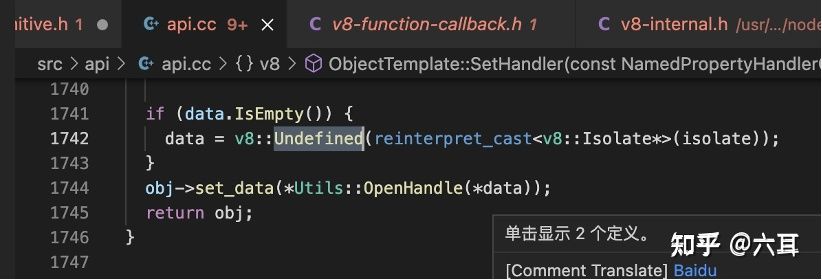 nitive.h 1 ● api.cc 9+ × v8-function-callback.h 1 v8-internal.h /usr/.../node
src > api > api.cc > {} v8 > ObjectTemplate::SetHandler(const NamedPropertyHandler
1740
1741 if (data.IsEmpty()) {
1742 data = v8::Undefined(reinterpret_cast<v8::Isolate*>(isolate));
1743 }
1744 obj->set_data(*Utils::OpenHandle(*data));
1745 return obj;
1746 }
1747
单击显示 2 个定义。
知乎 @六耳
[Comment Translate] Baidu